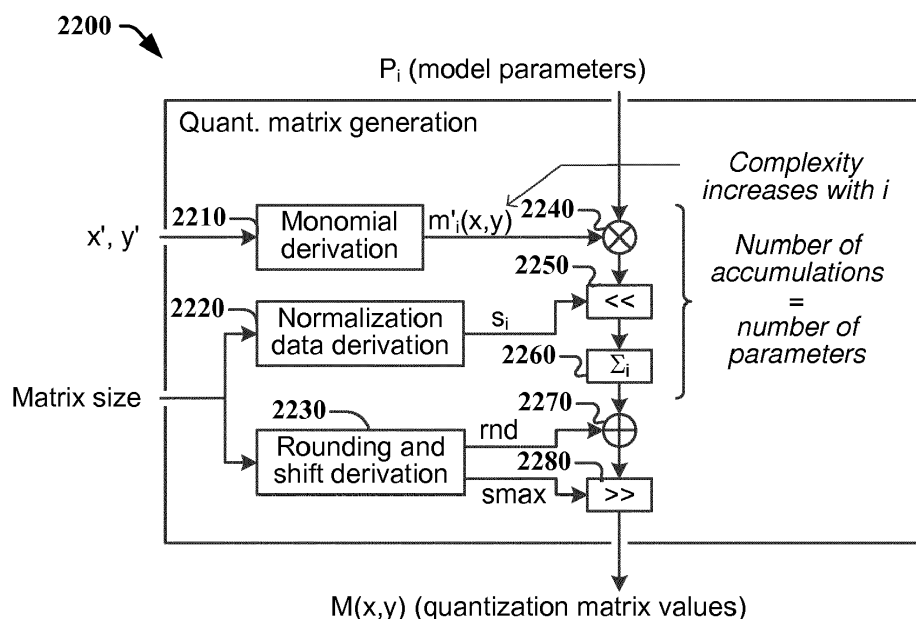 2200
Pi (model parameters)
Quant. matrix generation
Complexity
increases with i
2210
x', y'
Monomial
derivation
m'i(x,y)
2240
Number of
accumulations
=
number of
parameters
2250
<<
2220
Normalization
data derivation
si
2260
Σi
Matrix size
2230
Rounding and
shift derivation
rnd
smax
2270
2280
>>
M(x,y) (quantization matrix values)